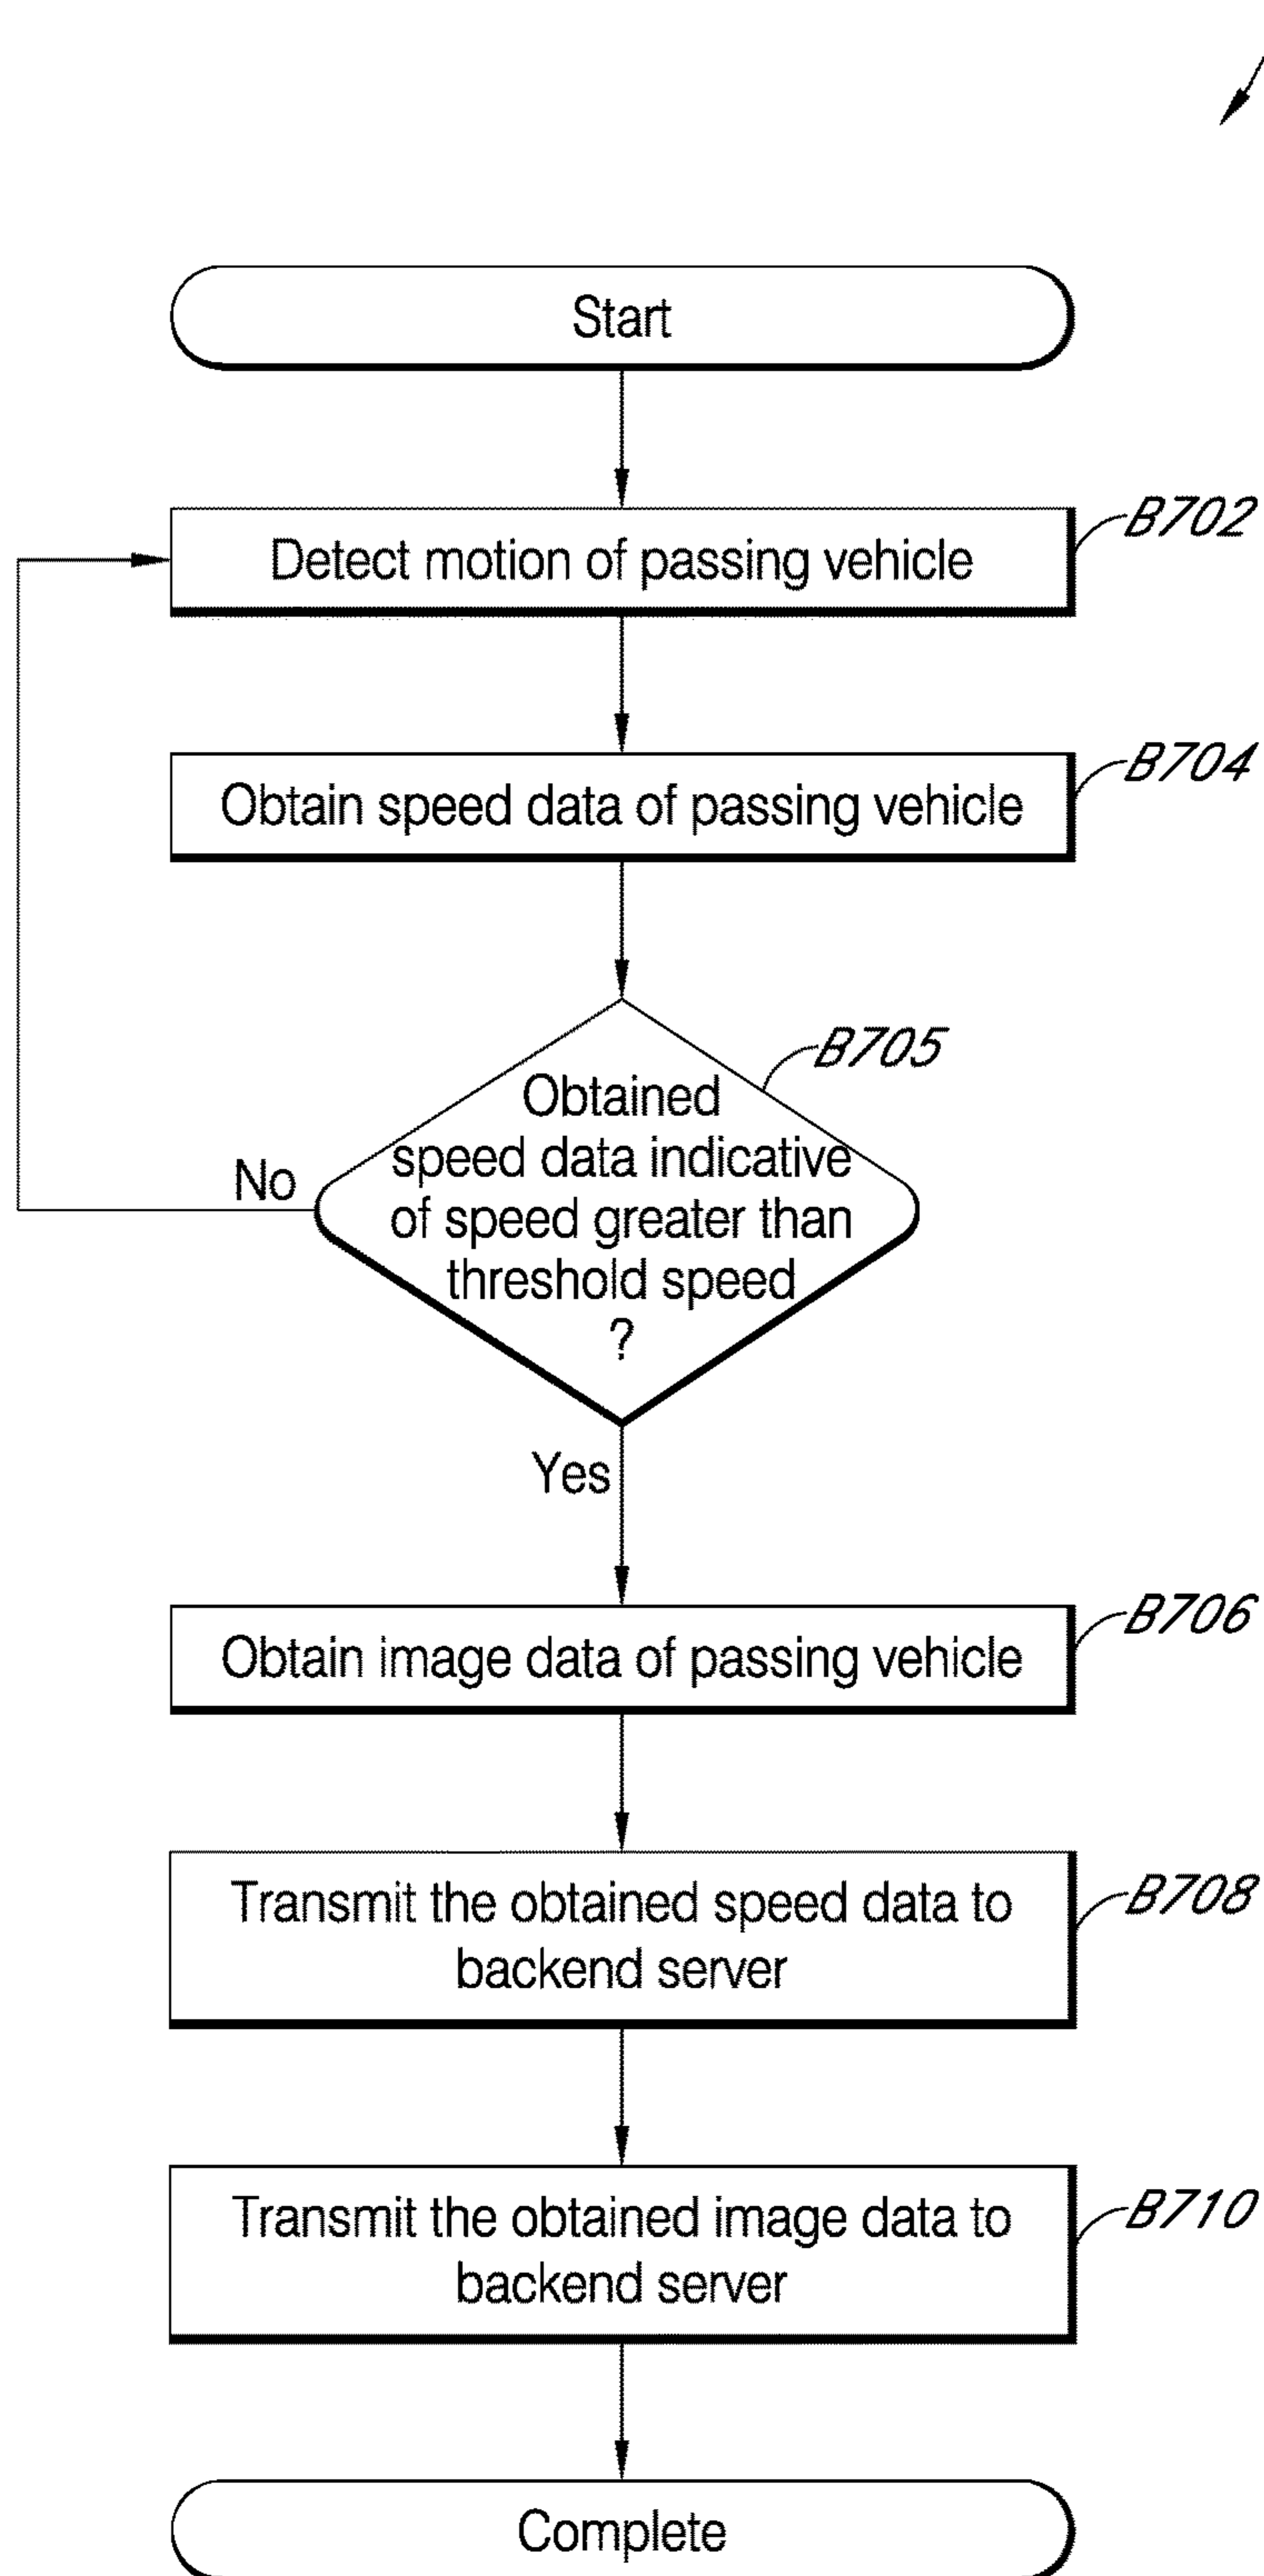 Start
Detect motion of passing vehicle
B702
Obtain speed data of passing vehicle
B704
B705
Obtained
speed data indicative
of speed greater than
threshold speed
?
No
Yes
Obtain image data of passing vehicle
B706
Transmit the obtained speed data to
backend server
B708
Transmit the obtained image data to
backend server
B710
Complete